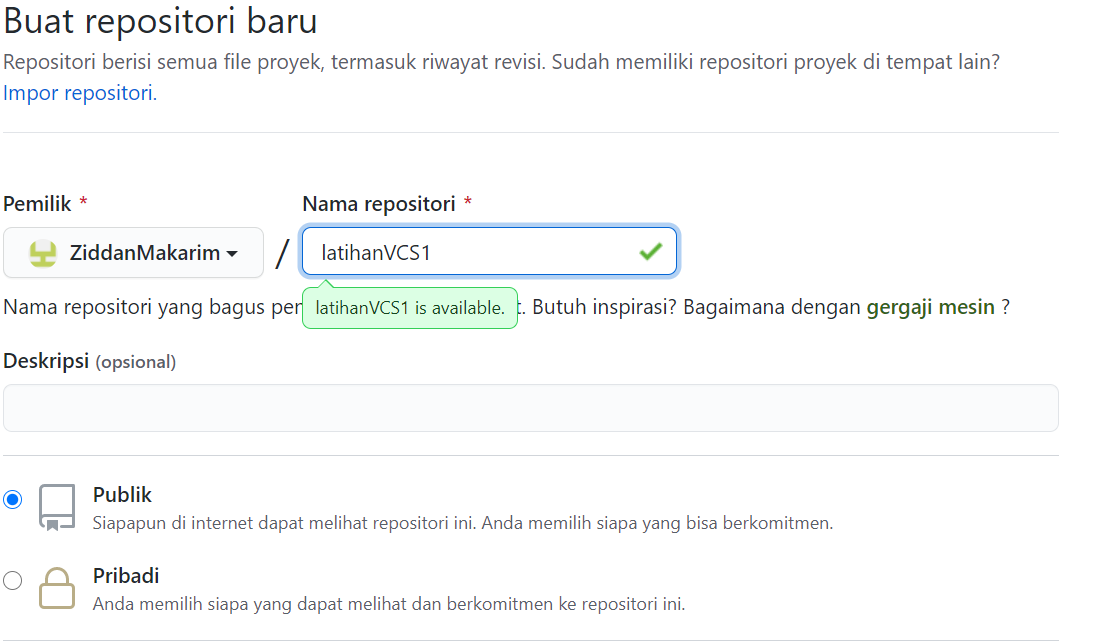 Buat repositori baru
Repositori berisi semua file proyek, termasuk riwayat revisi. Sudah memiliki repositori proyek di tempat lain?
Impor repositori.
Pemilik *
Nama repositori *
ZiddanMakarim
/
latihanVCS1
Nama repositori yang bagus latihanVCS1 is available. Butuh inspirasi? Bagaimana dengan gergaji mesin ?
Deskripsi (opsional)
Publik
Siapapun di internet dapat melihat repositori ini. Anda memilih siapa yang bisa berkomitmen.
Pribadi
Anda memilih siapa yang dapat melihat dan berkomitmen ke repositori ini.